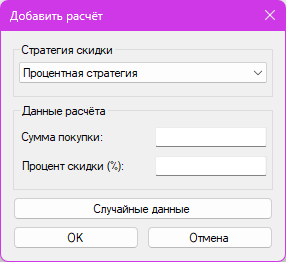 Добавить расчёт
Стратегия скидки
Процентная стратегия
Данные расчёта
Сумма покупки:
Процент скидки (%):
Случайные данные
OK
Отмена